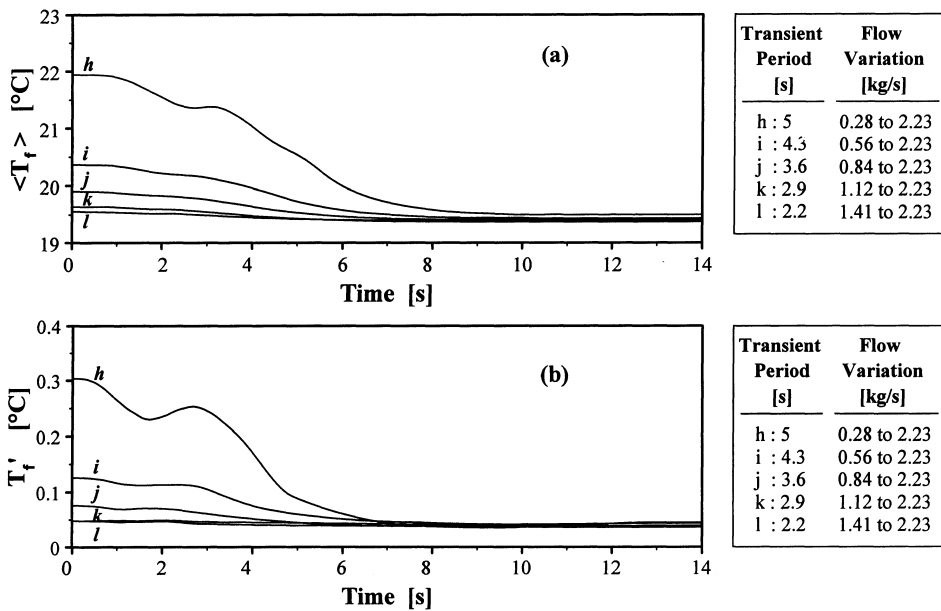 23
22
21
20
19
<T_f> [°C]
(a)
h
i
j
k
l
0 2 4 6 8 10 12 14
Time [s]
Transient Flow
Period Variation
[s] [kg/s]
h : 5 0.28 to 2.23
i : 4.3 0.56 to 2.23
j : 3.6 0.84 to 2.23
k : 2.9 1.12 to 2.23
l : 2.2 1.41 to 2.23
0.4
0.3
0.2
0.1
0
T_f' [°C]
(b)
h
i
j
k
l
0 2 4 6 8 10 12 14
Time [s]
Transient Flow
Period Variation
[s] [kg/s]
h : 5 0.28 to 2.23
i : 4.3 0.56 to 2.23
j : 3.6 0.84 to 2.23
k : 2.9 1.12 to 2.23
l : 2.2 1.41 to 2.23